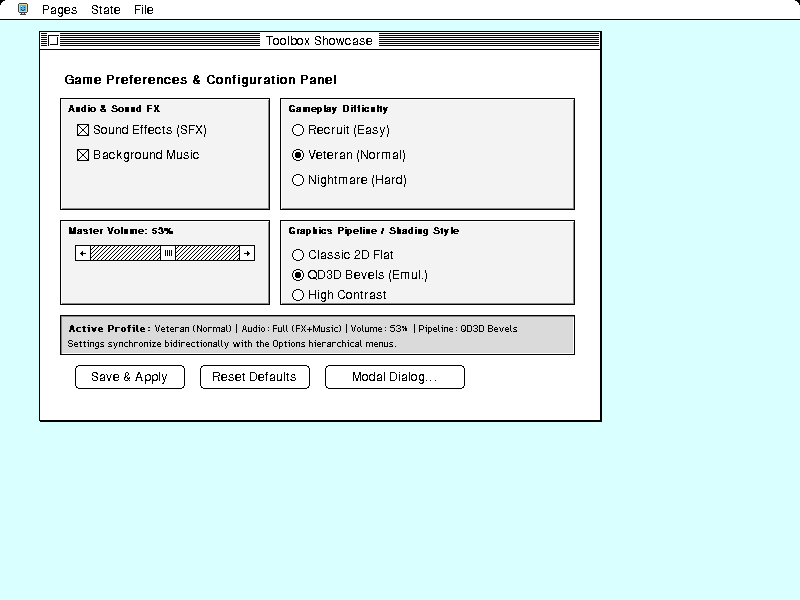 Pages State File
Toolbox Showcase
Game Preferences & Configuration Panel
Audio & Sound FX
Sound Effects (SFX)
Background Music
Gameplay Difficulty
Recruit (Easy)
Veteran (Normal)
Nightmare (Hard)
Master Volume: 53%
Graphics Pipeline / Shading Style
Classic 2D Flat
QD3D Bevels (Emul.)
High Contrast
Active Profile: Veteran (Normal) | Audio: Full (FX+Music) | Volume: 53% | Pipeline: QD3D Bevels
Settings synchronize bidirectionally with the Options hierarchical menus.
Save & Apply Reset Defaults Modal Dialog...